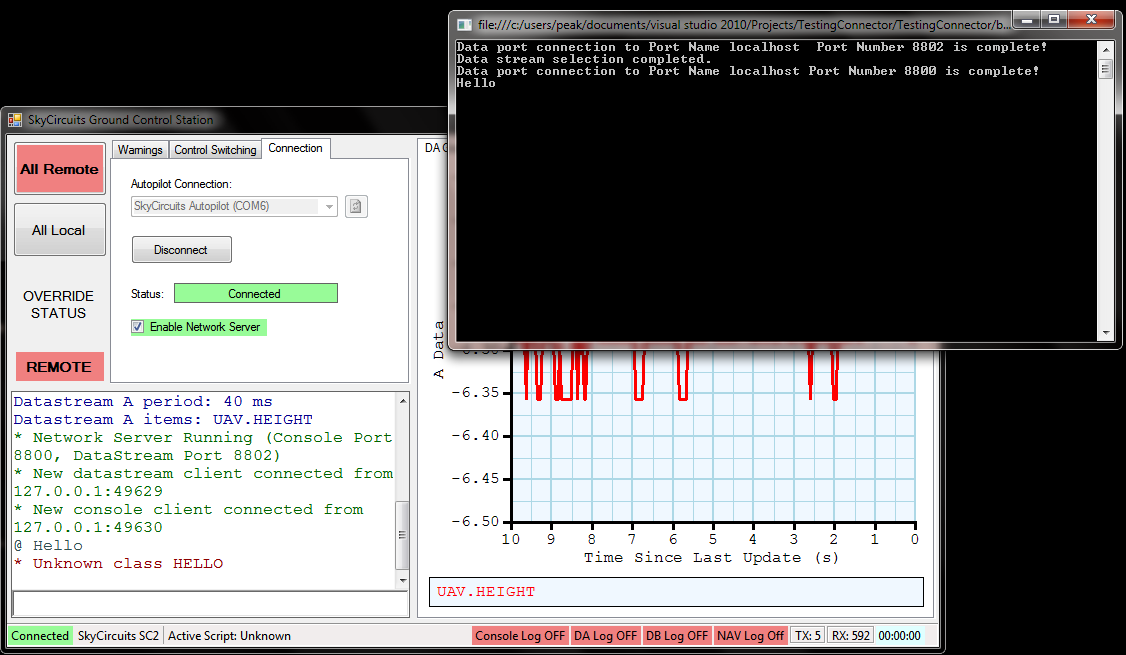 file:///c:/users/peak/documents/visual studio 2010/Projects/TestingConnector/TestingConnector/b...
Data port connection to Port Name localhost  Port Number 8802 is complete!
Data stream selection completed.
Data port connection to Port Name localhost Port Number 8800 is complete!
Hello
SkyCircuits Ground Control Station
All Remote
All Local
OVERRIDE
STATUS
REMOTE
Warnings
Control Switching
Connection
Autopilot Connection:
SkyCircuits Autopilot (COM6)
Disconnect
Status:
Connected
Enable Network Server
Datastream A period: 40 ms
Datastream A items: UAV.HEIGHT
* Network Server Running (Console Port
8800, DataStream Port 8802)
* New datastream client connected from
127.0.0.1:49629
* New console client connected from
127.0.0.1:49630
@ Hello
* Unknown class HELLO
DA
A Data
-6.35
-6.40
-6.45
-6.50
10 9 8 7 6 5 4 3 2 1 0
Time Since Last Update (s)
UAV.HEIGHT
Connected
SkyCircuits SC2
Active Script: Unknown
Console Log OFF
DA Log OFF
DB Log OFF
NAV Log Off
TX: 5
RX: 592
00:00:00